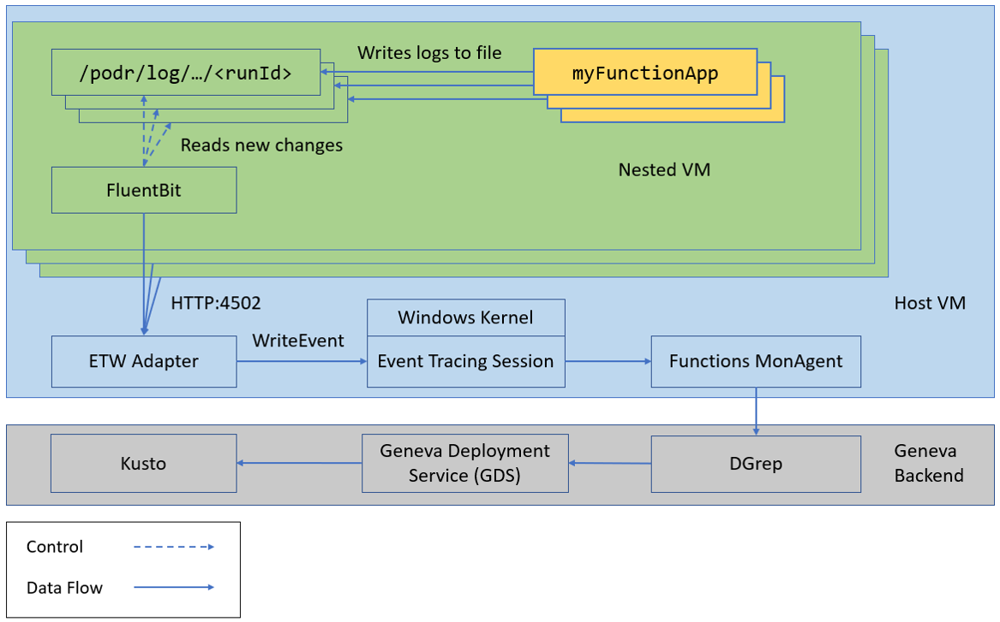 Writes logs to file
/podr/log/…/<runId>
myFunctionApp
Reads new changes
Nested VM
FluentBit
HTTP:4502
Host VM
Windows Kernel
WriteEvent
ETW Adapter
Event Tracing Session
Functions MonAgent
Kusto
Geneva Deployment
Service (GDS)
DGrep
Geneva
Backend
Control
Data Flow